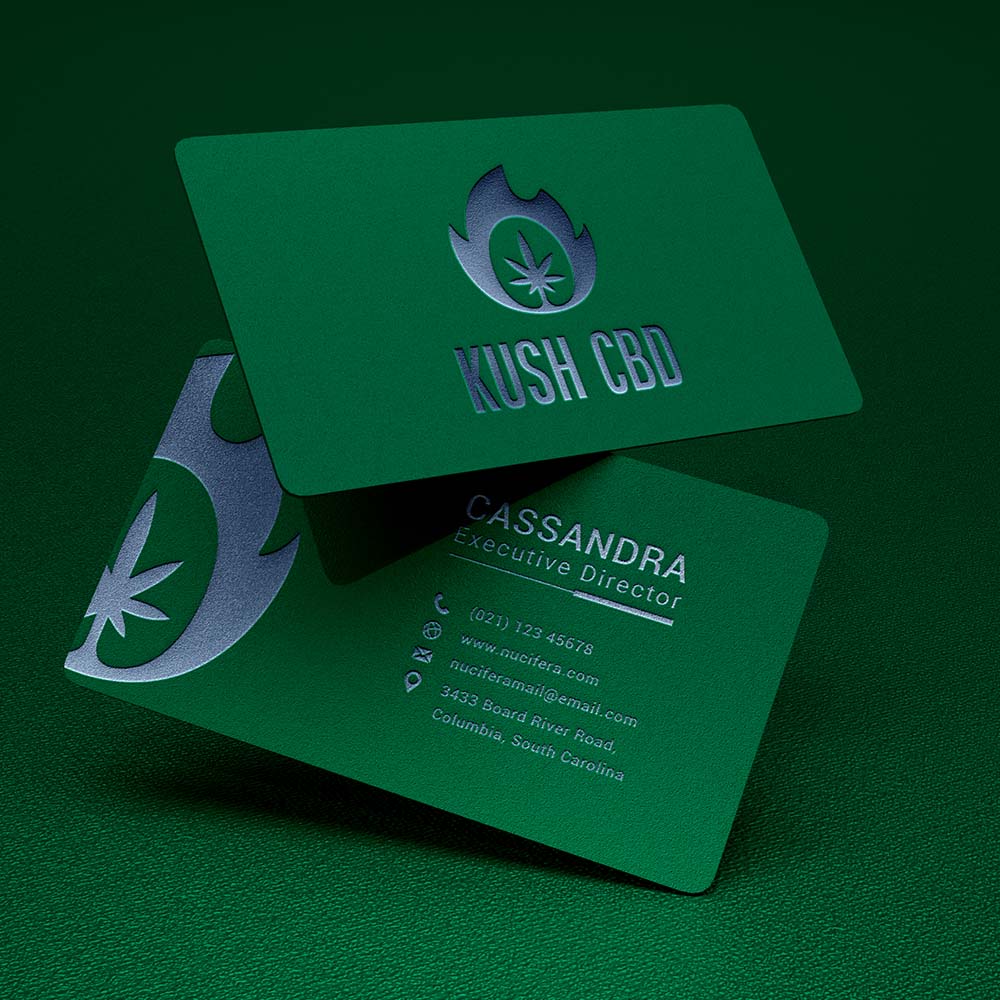 KUSH CBD
CASSANDRA
Executive Director
(021) 123 45678
www.nucifera.com
nuciferamail@email.com
3433 Board River Road,
Columbia, South Carolina